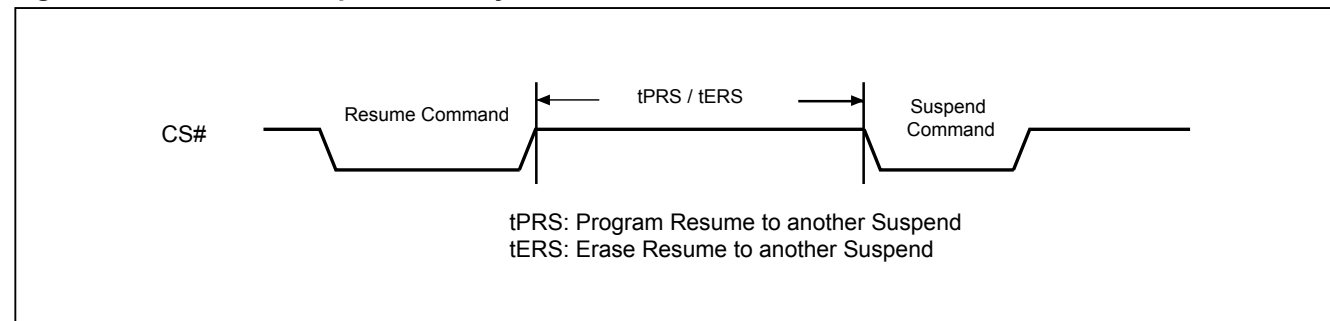 tPRS / tERS
Resume Command
Suspend
Command
CS#
tPRS: Program Resume to another Suspend
tERS: Erase Resume to another Suspend